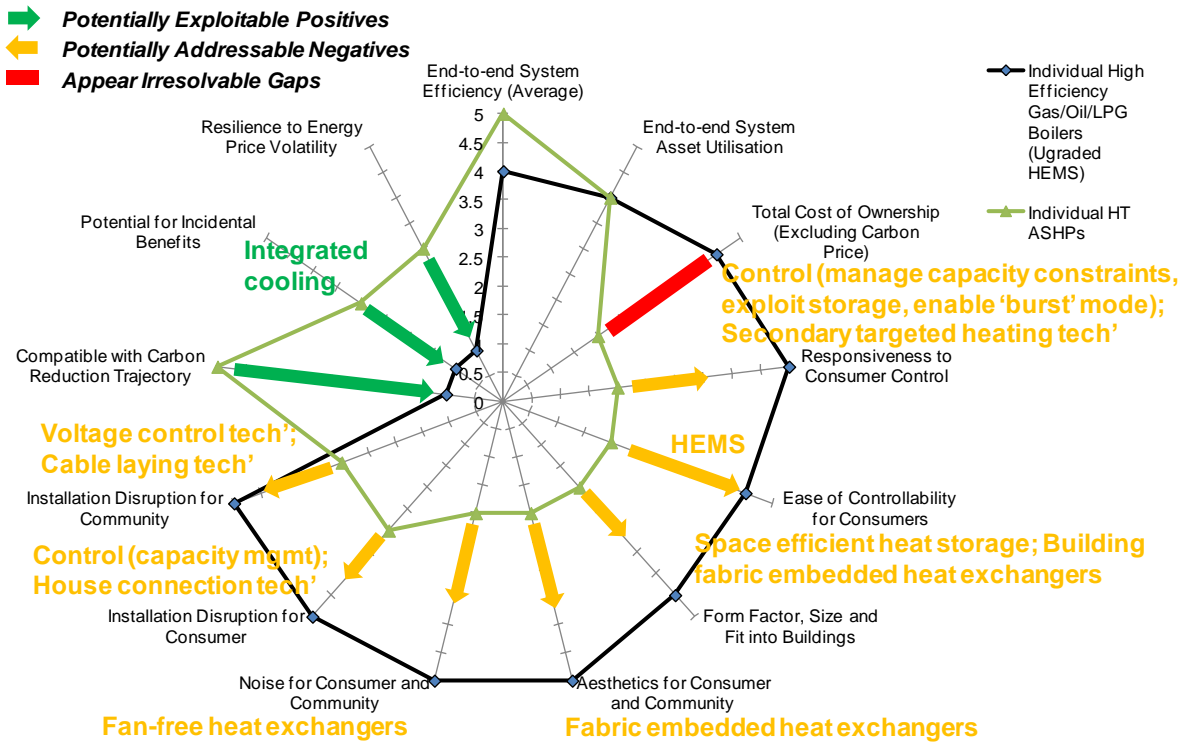 Potentially Exploitable Positives
Potentially Addressable Negatives
Appear Irresolvable Gaps
End-to-end System
Efficiency (Average)
Resilience to Energy
Price Volatility
End-to-end System
Asset Utilisation
Individual High
Efficiency
Gas/Oil/LPG
Boilers
(Ugraded
HEMS)
Individual HT
ASHPs
Potential for Incidental
Benefits
Integrated
cooling
Total Cost of Ownership
(Excluding Carbon
Price)
Control (manage capacity constraints,
exploit storage, enable ‘burst’ mode);
Secondary targeted heating tech’
5
4.5
4
3.5
3
2.5
2
1.5
0.5
0
Compatible with Carbon
Reduction Trajectory
Responsiveness to
Consumer Control
Voltage control tech’;
Cable laying tech’
HEMS
Installation Disruption for
Community
Ease of Controllability
for Consumers
Control (capacity mgmt);
House connection tech’
Space efficient heat storage; Building
fabric embedded heat exchangers
Installation Disruption for
Consumer
Form Factor, Size and
Fit into Buildings
Noise for Consumer and
Community
Aesthetics for Consumer
and Community
Fan-free heat exchangers
Fabric embedded heat exchangers